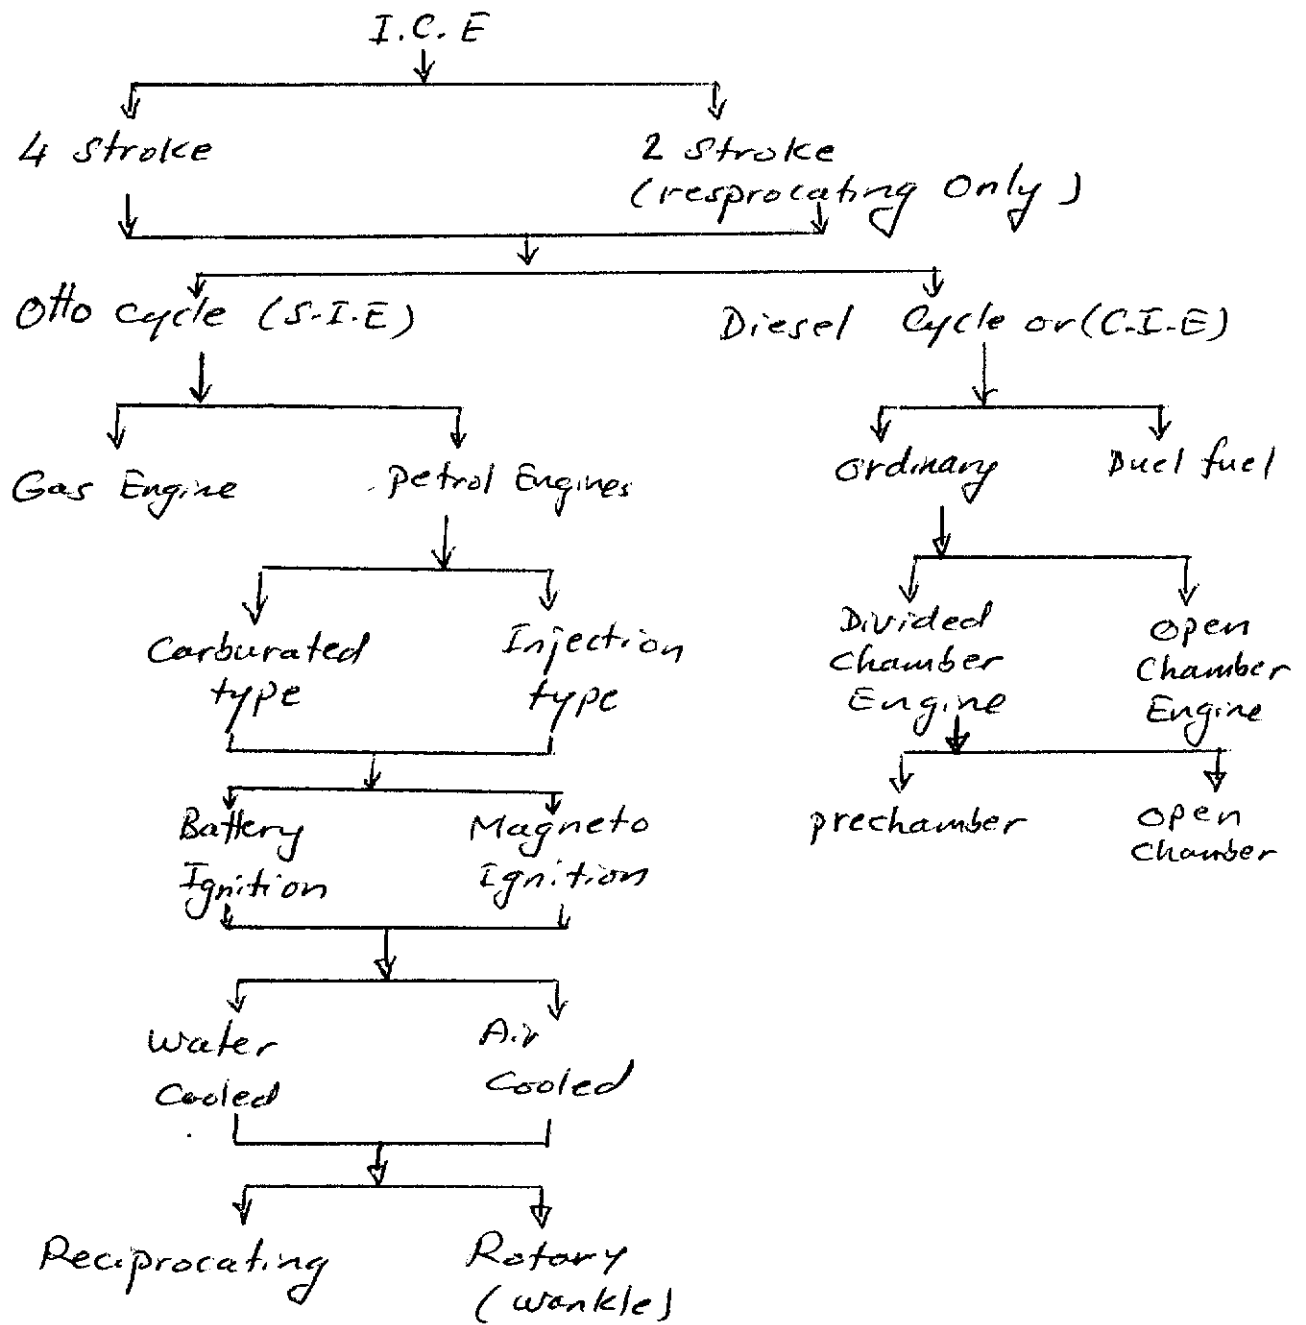 I.C.E
4 Stroke
2 Stroke
(resprocating Only)
Otto cycle (S.I.E)
Diesel Cycle or (C.I.E)
Gas Engine
petrol Engines
ordinary
Duel fuel
Carburated
type
Injection
type
Divided
Chamber
Engine
open
Chamber
Engine
Battery
Ignition
Magneto
Ignition
prechamber
open
Chamber
Water
Cooled
Air
Cooled
Reciprocating
Rotary
(wankle)